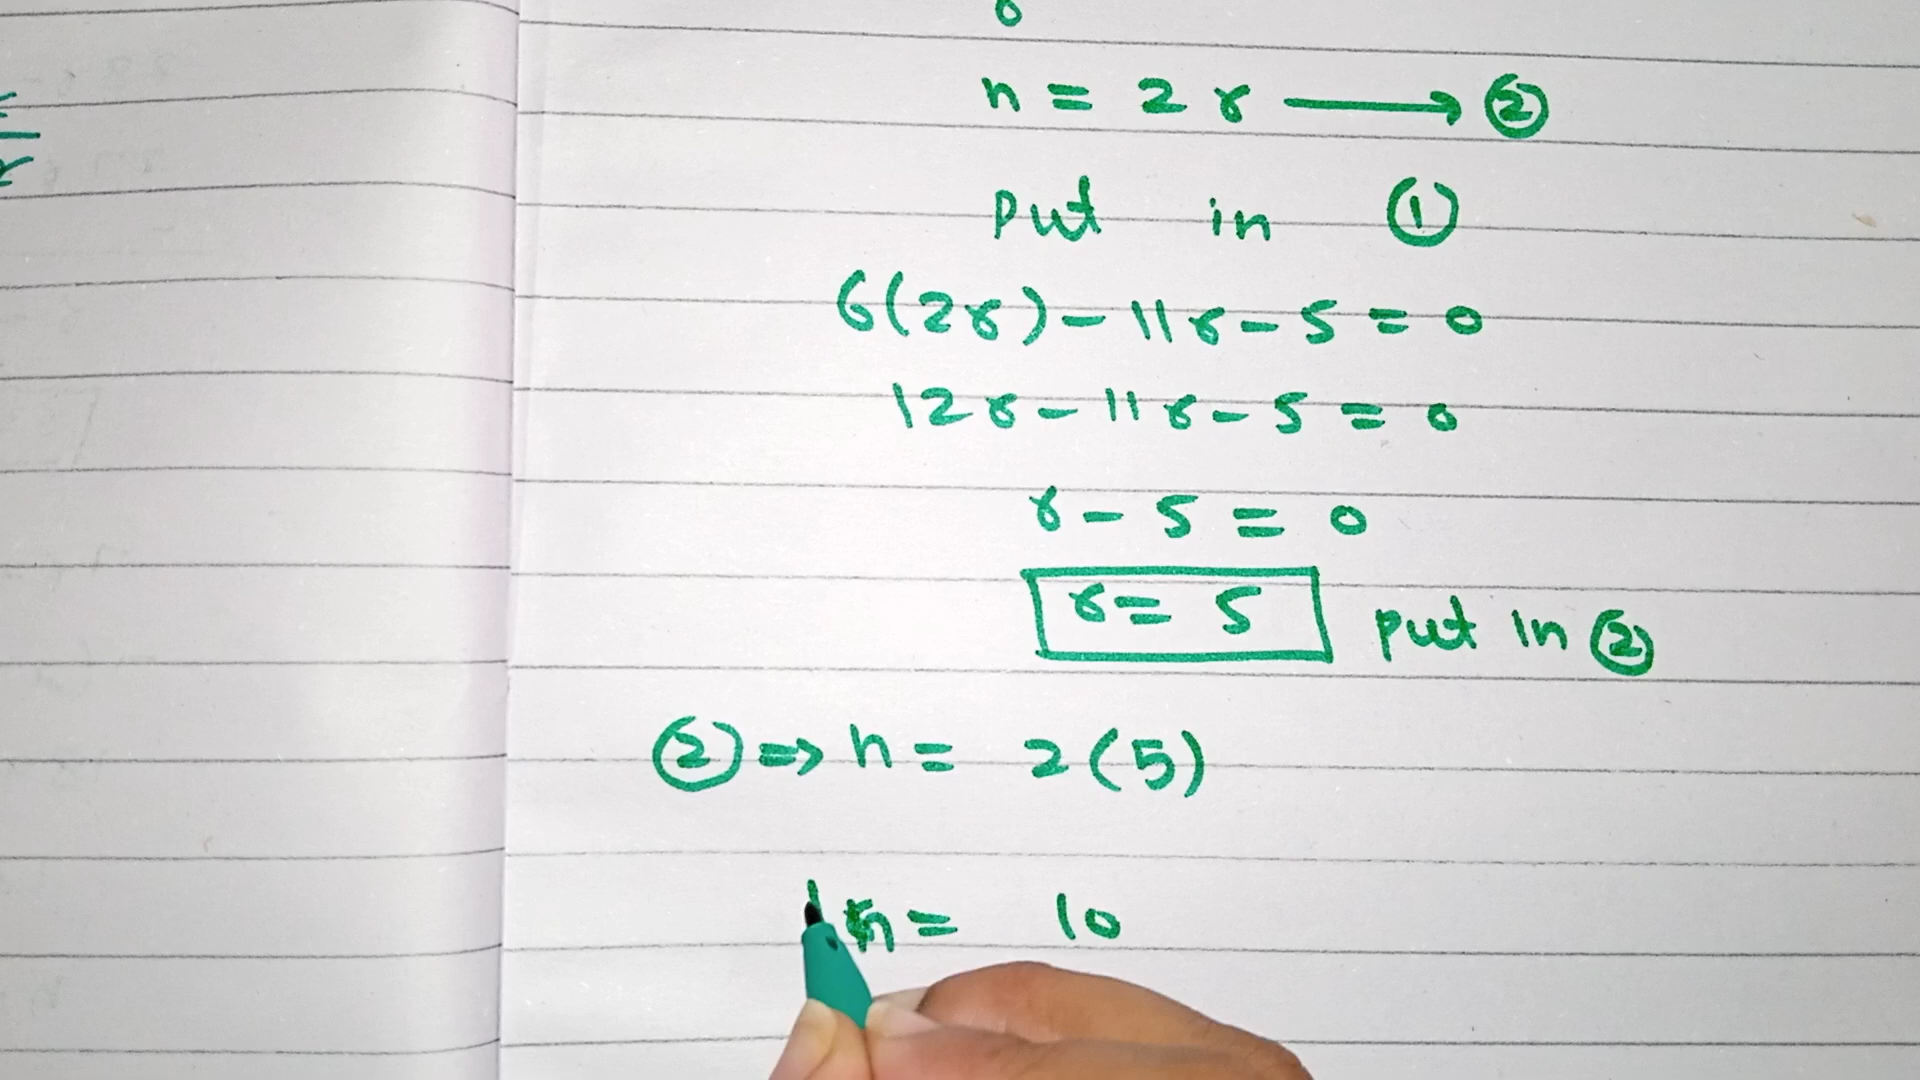 n = 2r ⟶ ②
Put in ①
6(2r) - 11r - 5 = 0
12r - 11r - 5 = 0
r - 5 = 0
r = 5 put in ②
② ⇒ n = 2(5)
n = 10